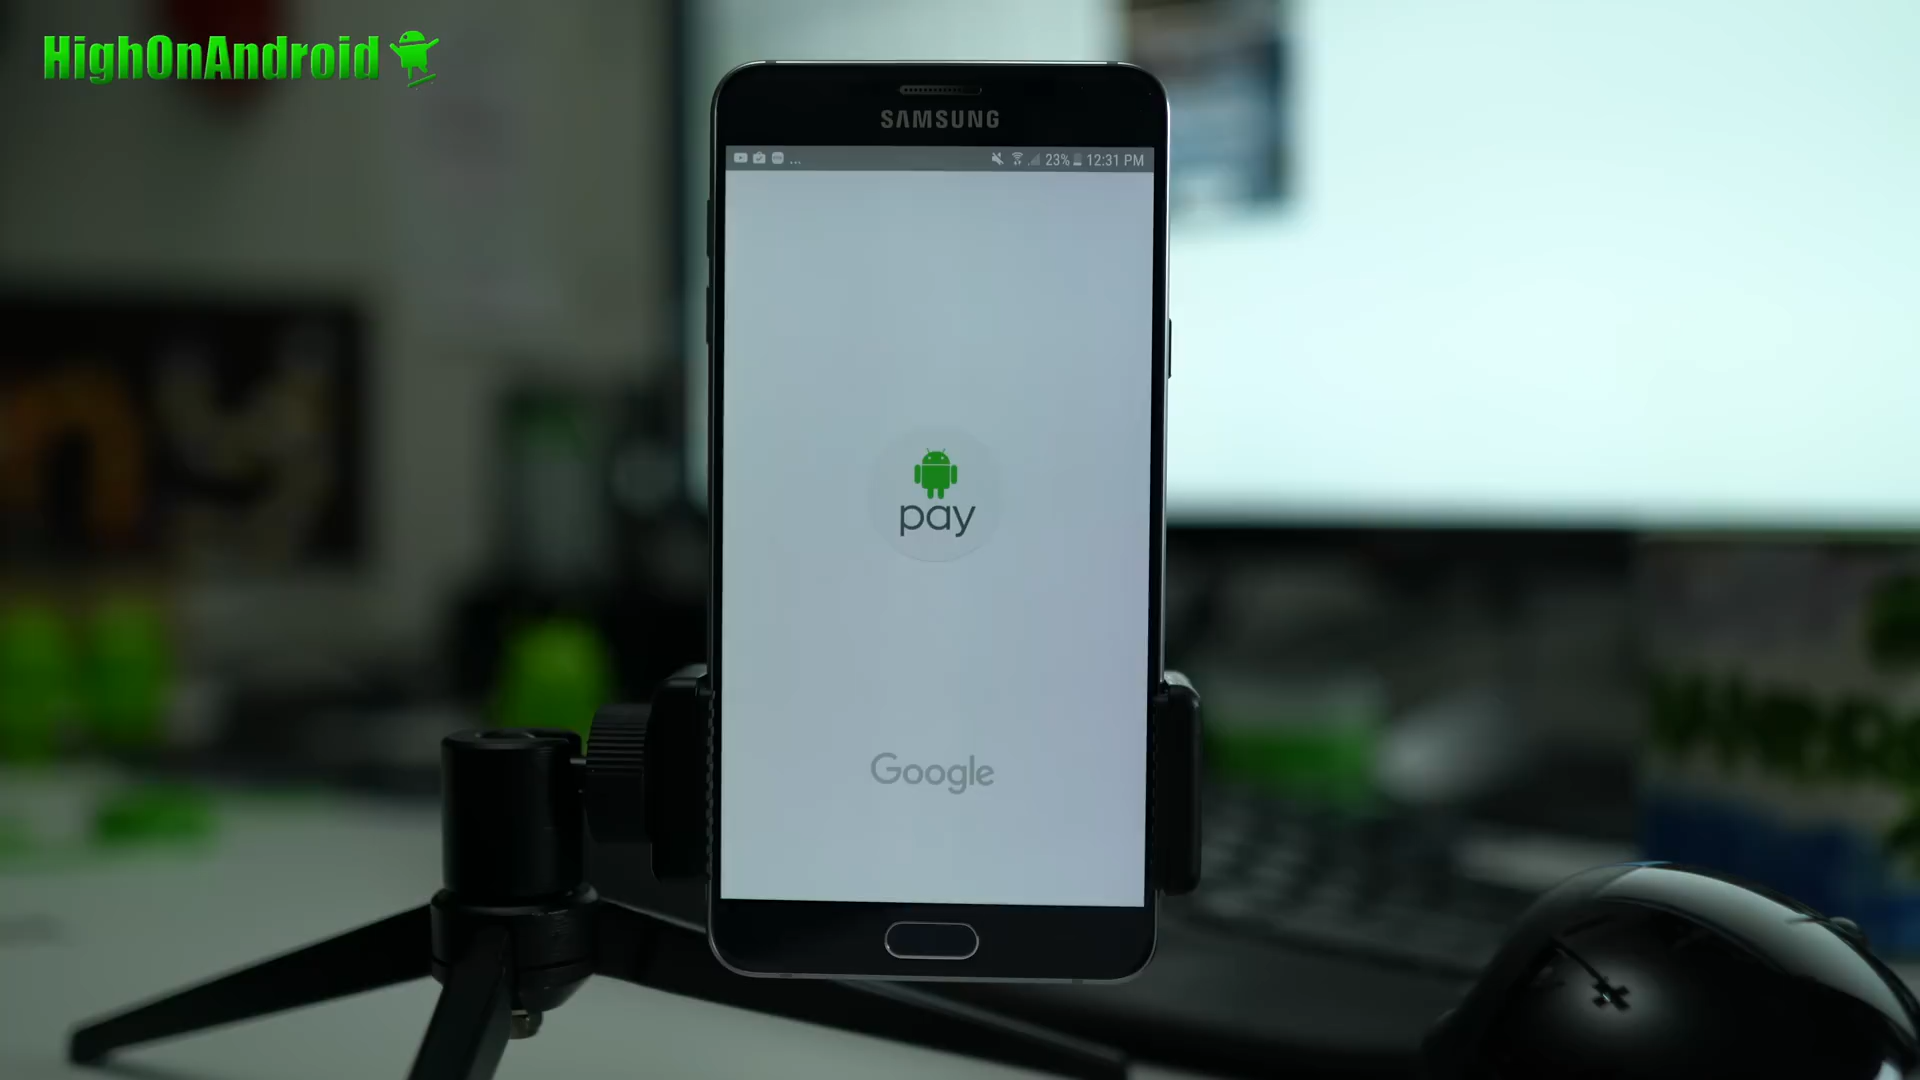 HighOnAndroid
SAMSUNG
... 23% 12:31 PM
pay
Google